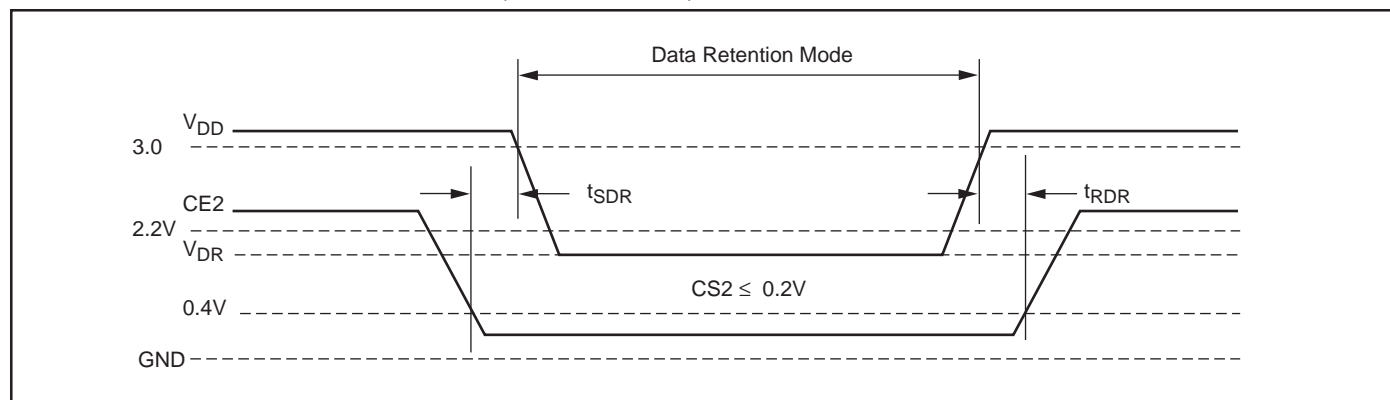 Data Retention Mode
VDD
3.0
tSDR
tRDR
CE2
2.2V
VDR
CS2 ≤ 0.2V
0.4V
GND